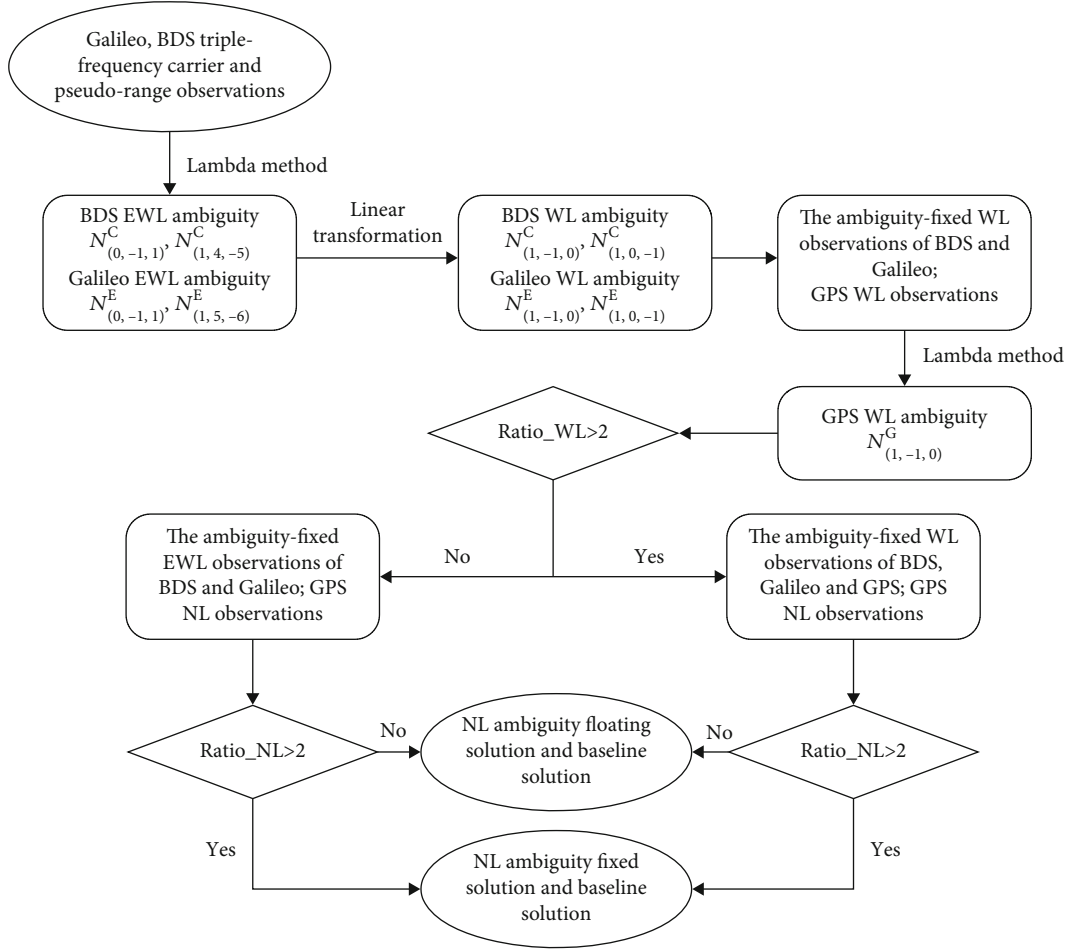 Galileo, BDS triple-
frequency carrier and
pseudo-range observations
Lambda method
BDS EWL ambiguity
N^C_(0, –1, 1), N^C_(1, 4, –5)
Galileo EWL ambiguity
N^E_(0, –1, 1), N^E_(1, 5, –6)
Linear
transformation
BDS WL ambiguity
N^C_(1, –1, 0), N^C_(1, 0, –1)
Galileo WL ambiguity
N^E_(1, –1, 0), N^E_(1, 0, –1)
The ambiguity-fixed WL
observations of BDS and
Galileo;
GPS WL observations
Lambda method
GPS WL ambiguity
N^G_(1, –1, 0)
Ratio_WL>2
No
Yes
The ambiguity-fixed
EWL observations of
BDS and Galileo; GPS
NL observations
The ambiguity-fixed WL
observations of BDS,
Galileo and GPS; GPS
NL observations
Ratio_NL>2
No
NL ambiguity floating
solution and baseline
solution
No
Ratio_NL>2
Yes
NL ambiguity fixed
solution and baseline
solution
Yes